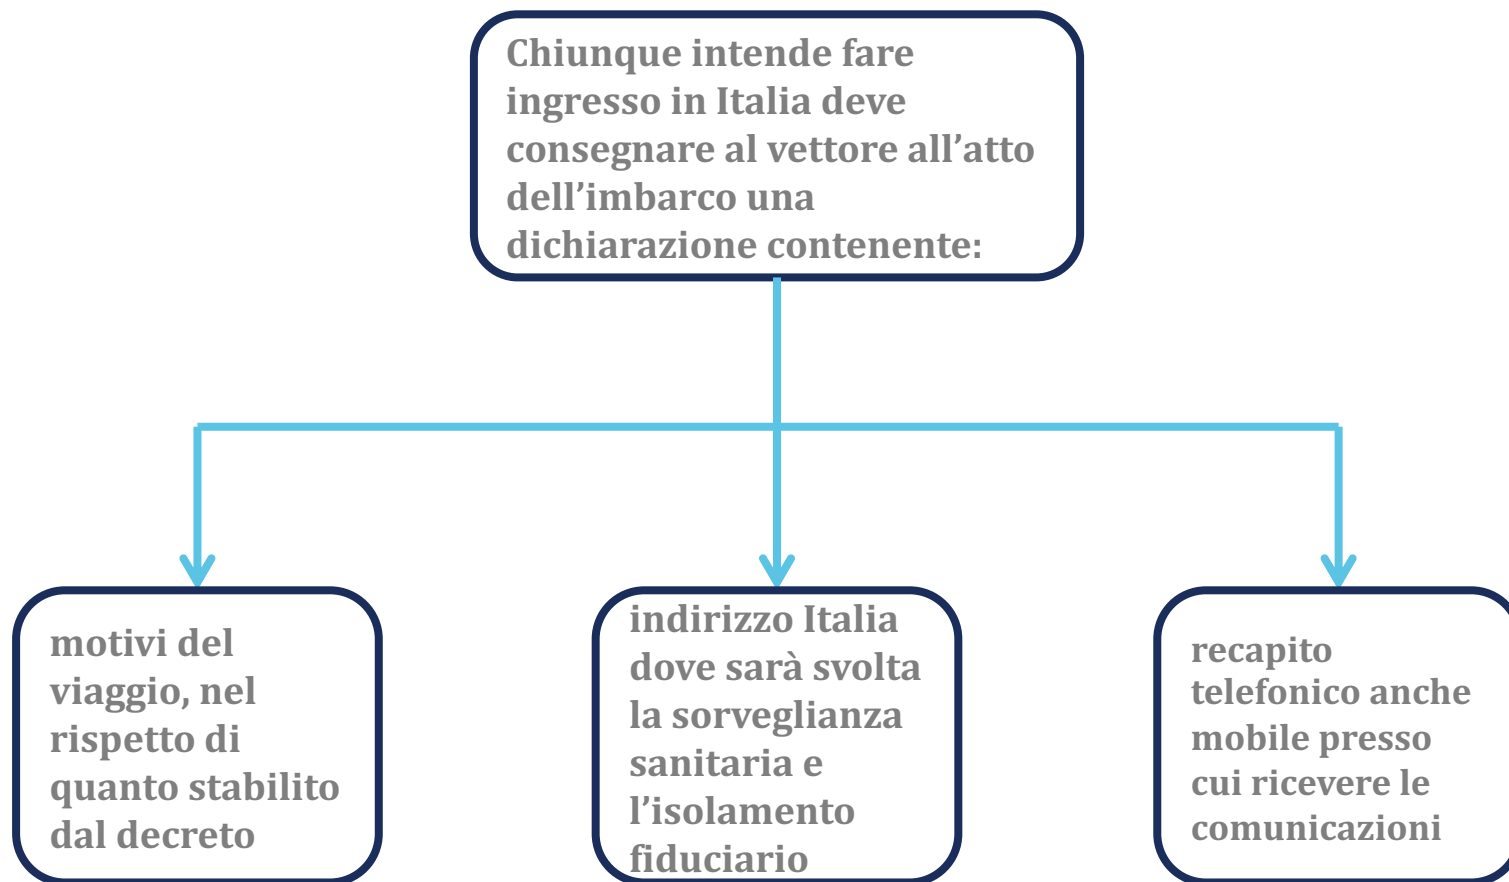 Chiunque intende fare
ingresso in Italia deve
consegnare al vettore all’atto
dell’imbarco una
dichiarazione contenente:
motivi del
viaggio, nel
rispetto di
quanto stabilito
dal decreto
indirizzo Italia
dove sarà svolta
la sorveglianza
sanitaria e
l’isolamento
fiduciario
recapito
telefonico anche
mobile presso
cui ricevere le
comunicazioni